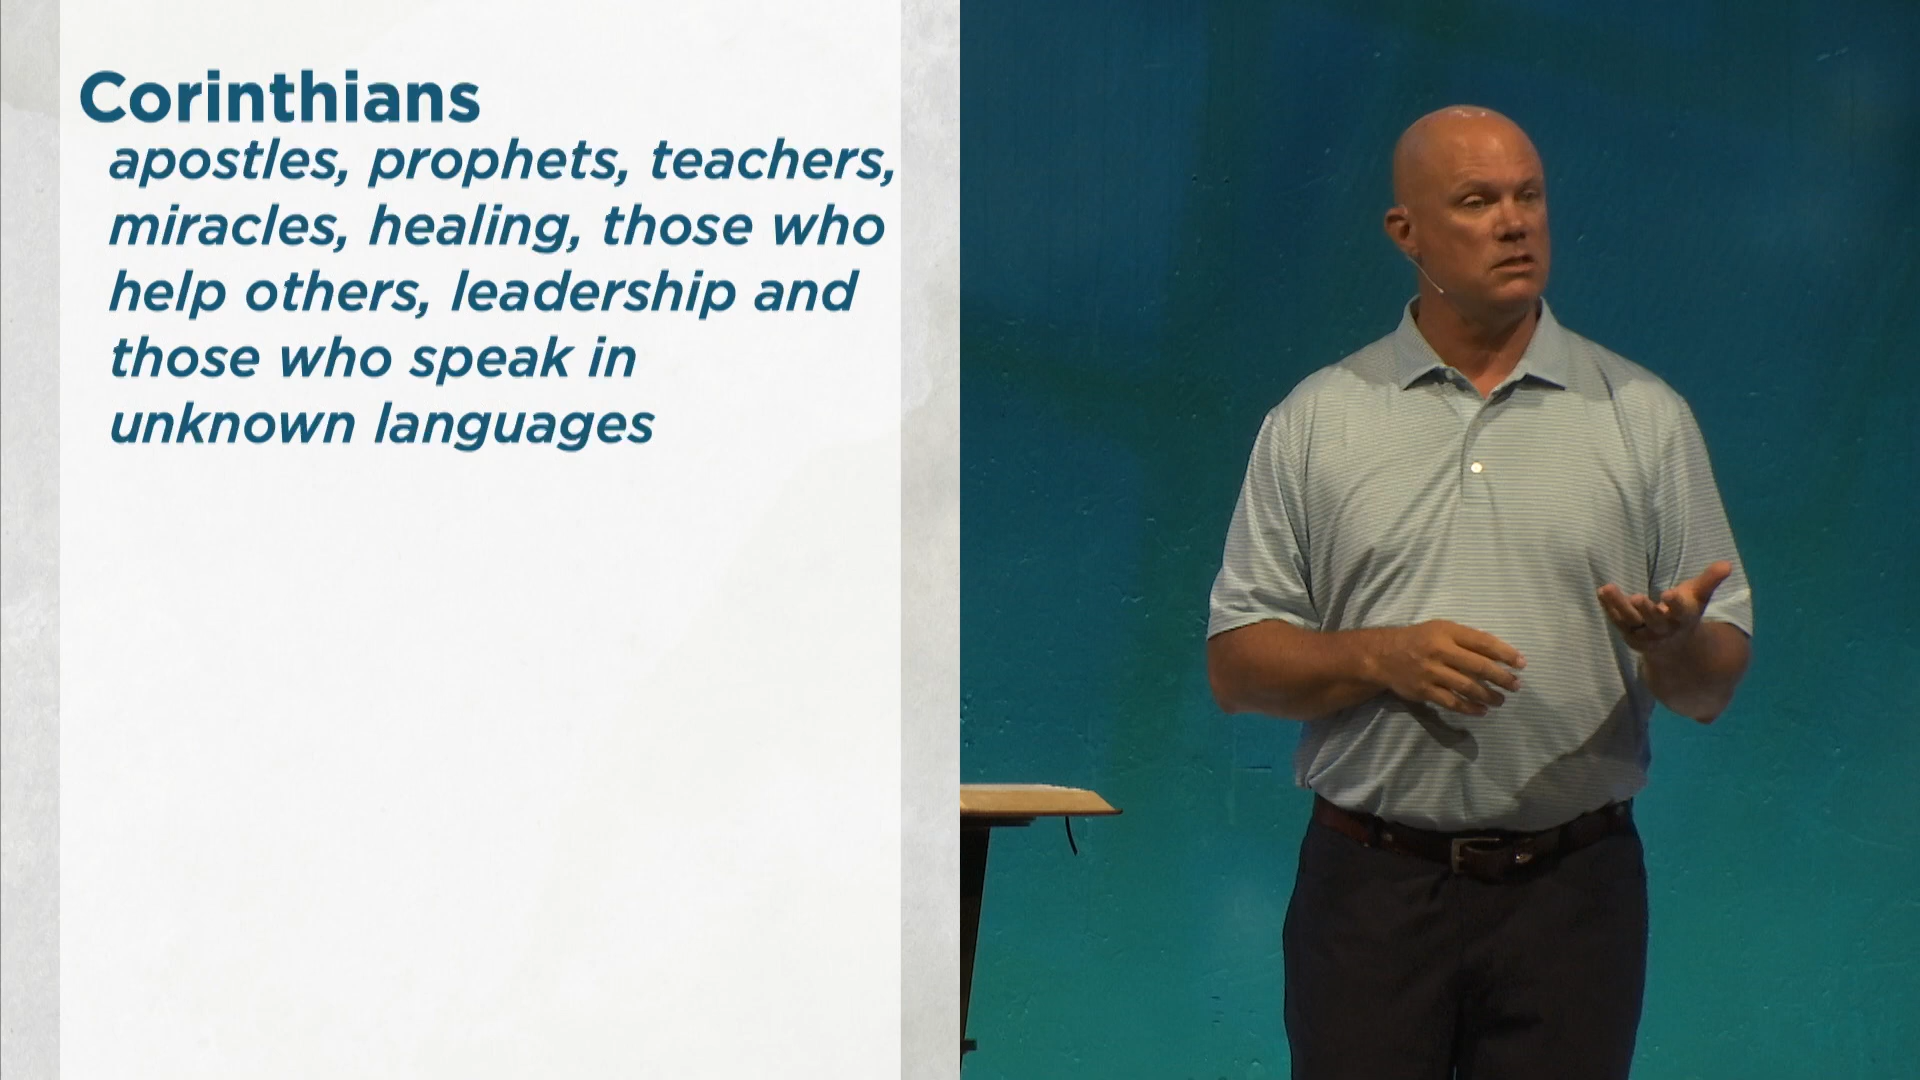 Corinthians
apostles, prophets, teachers,
miracles, healing, those who
help others, leadership and
those who speak in
unknown languages